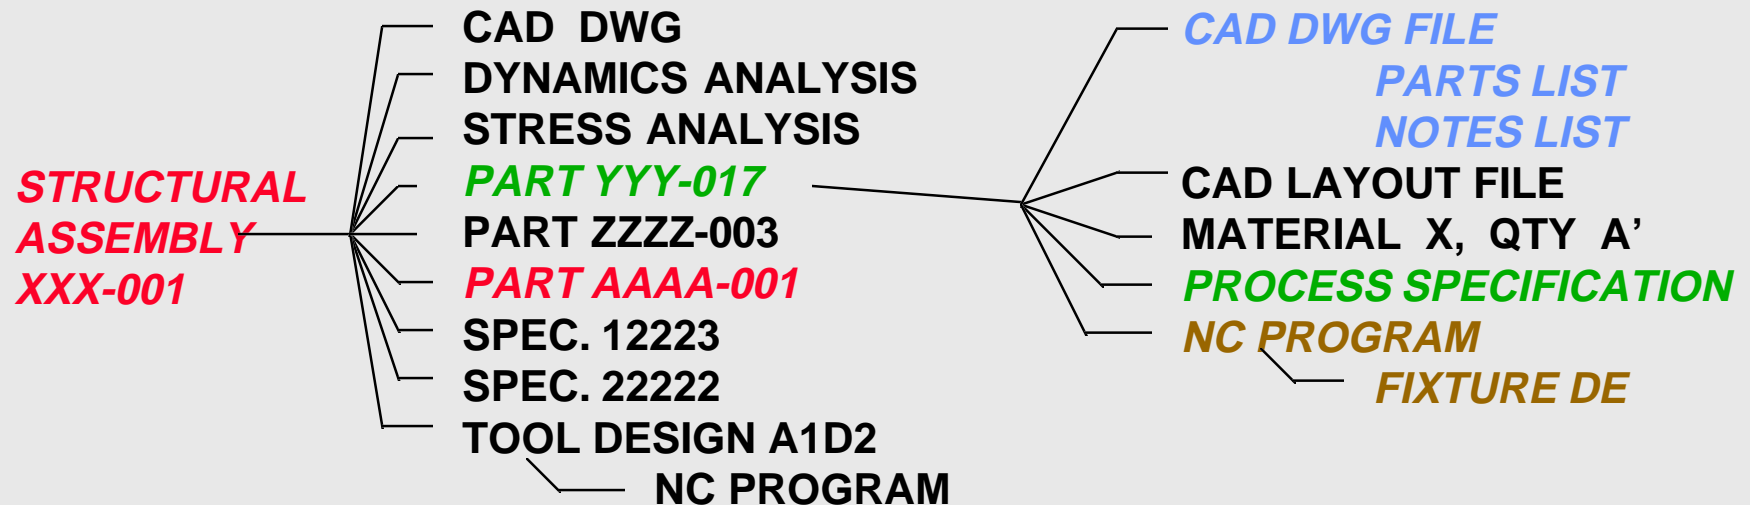 STRUCTURAL
ASSEMBLY
XXX-001
CAD DWG
DYNAMICS ANALYSIS
STRESS ANALYSIS
PART YYY-017
PART ZZZZ-003
PART AAAA-001
SPEC. 12223
SPEC. 22222
TOOL DESIGN A1D2
NC PROGRAM
CAD DWG FILE
PARTS LIST
NOTES LIST
CAD LAYOUT FILE
MATERIAL X, QTY A’
PROCESS SPECIFICATION
NC PROGRAM
FIXTURE DE